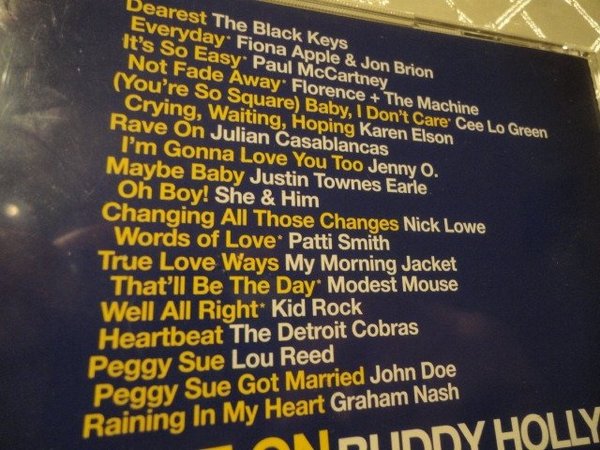 Dearest The Black Keys
Everyday* Fiona Apple & Jon Brion
It's So Easy* Paul McCartney
Not Fade Away* Florence + The Machine
(You're So Square) Baby, I Don't Care* Cee Lo Green
Crying, Waiting, Hoping Karen Elson
Rave On Julian Casablancas
I'm Gonna Love You Too Jenny O.
Maybe Baby Justin Townes Earle
Oh Boy! She & Him
Changing All Those Changes Nick Lowe
Words of Love* Patti Smith
True Love Ways My Morning Jacket
That'll Be The Day* Modest Mouse
Well All Right* Kid Rock
Heartbeat The Detroit Cobras
Peggy Sue Lou Reed
Peggy Sue Got Married John Doe
Raining In My Heart Graham Nash
ON BUDDY HOLLY